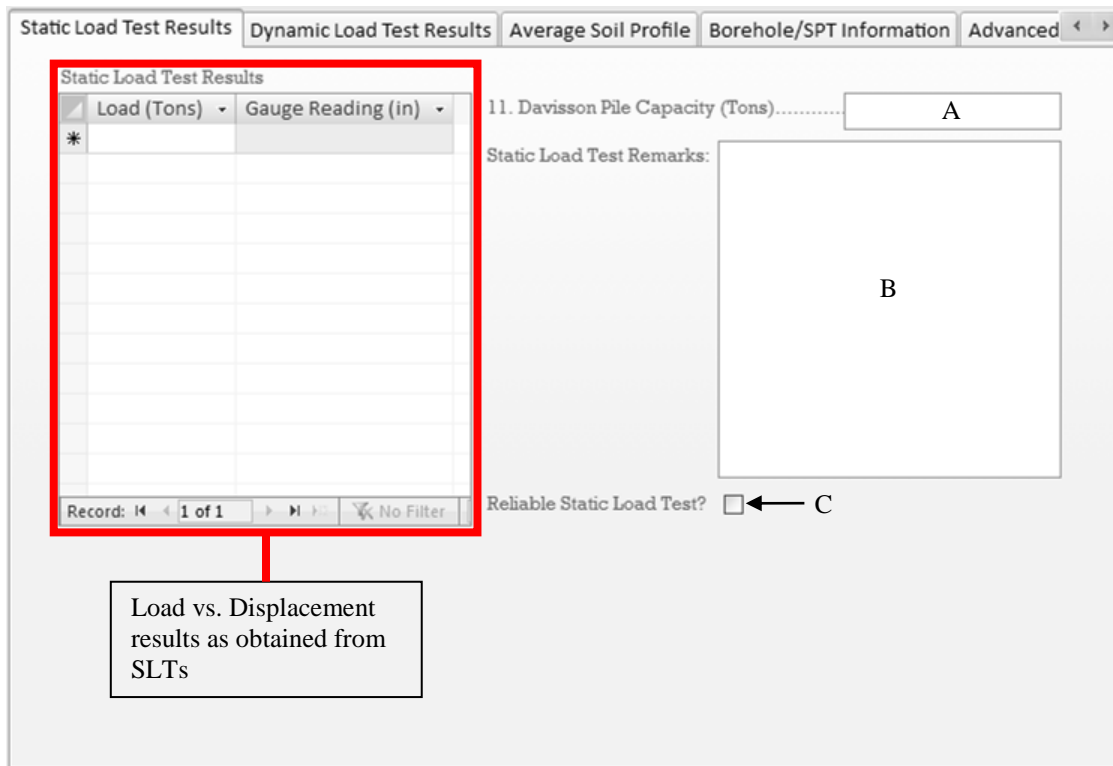 Static Load Test Results Dynamic Load Test Results Average Soil Profile Borehole/SPT Information Advanced
Static Load Test Results
Load (Tons) Gauge Reading (in)
11. Davisson Pile Capacity (Tons)............ A
Static Load Test Remarks:
B
Record: 1 of 1 No Filter
Reliable Static Load Test? C
Load vs. Displacement
results as obtained from
SLTs